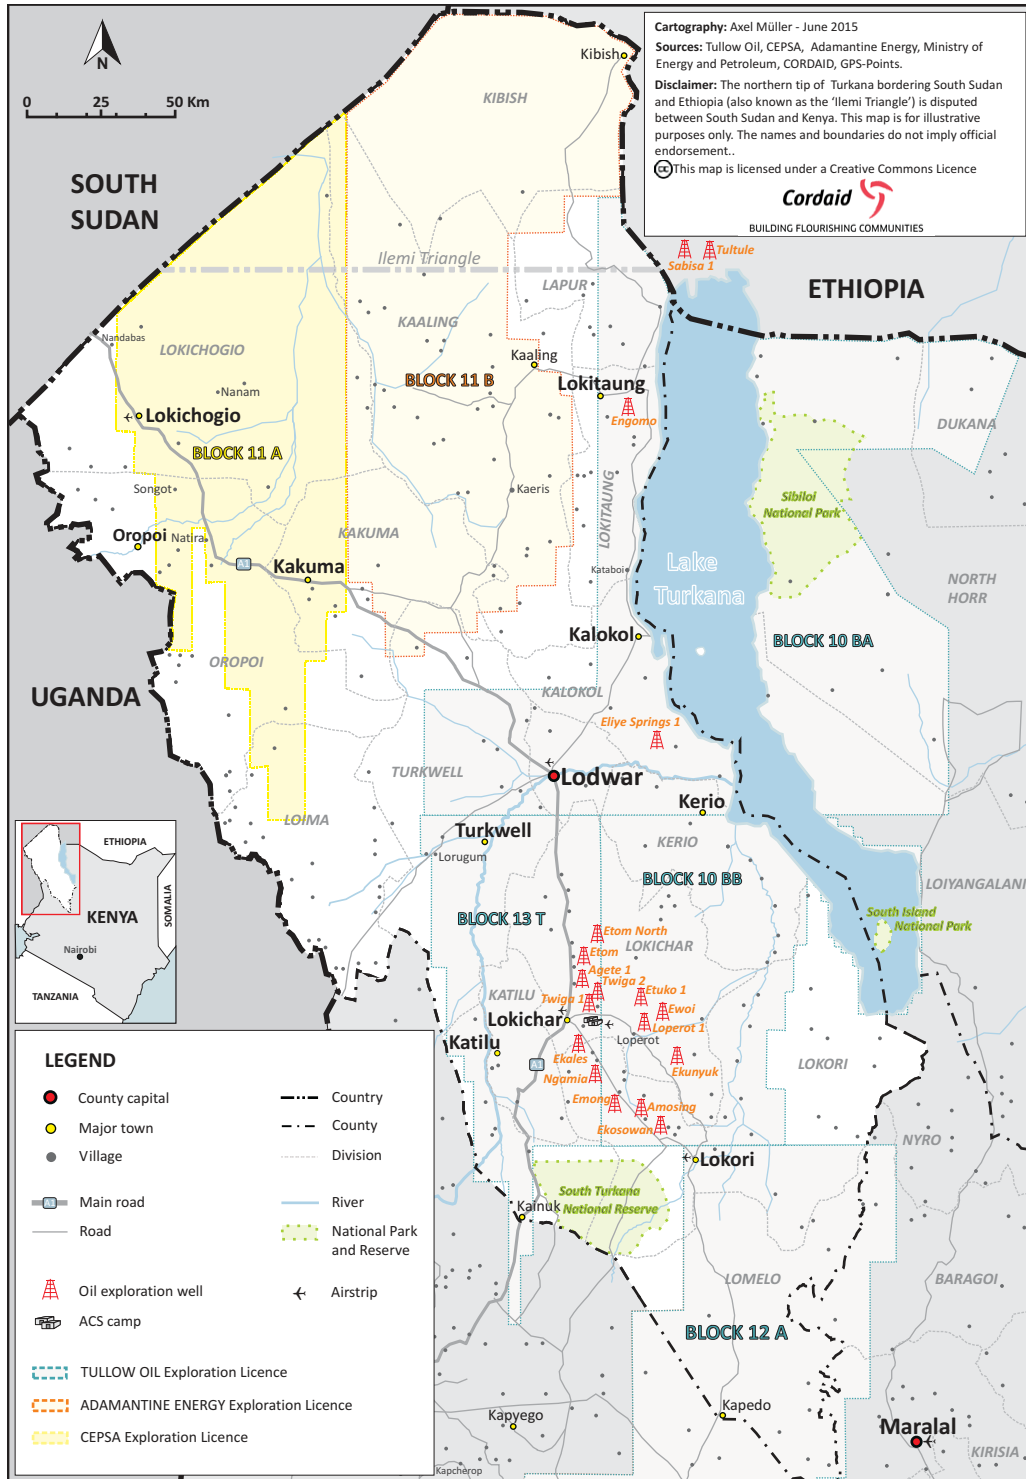 Cartography: Axel Müller - June 2015
Sources: Tullow Oil, CEPSA, Adamantine Energy, Ministry of
Energy and Petroleum, CORDAID, GPS-Points.
Disclaimer: The northern tip of Turkana bordering South Sudan
and Ethiopia (also known as the 'Ilemi Triangle') is disputed
between South Sudan and Kenya. This map is for illustrative
purposes only. The names and boundaries do not imply official
endorsement..
cc This map is licensed under a Creative Commons Licence
Cordaid
BUILDING FLOURISHING COMMUNITIES
N
0 25 50 Km
Kibish
KIBISH
SOUTH
SUDAN
Ilemi Triangle
Sabisa 1
Tultule
ETHIOPIA
LAPUR
KAALING
Nandabas
LOKICHOGIO
Kaaling
BLOCK 11 B
Lokitaung
Nanam
Engomo
Lokichogio
DUKANA
BLOCK 11 A
Songot
Kaeris
Sibiloi
National Park
LOKITAUNG
Oropoi
Natira
KAKUMA
A1
Kakuma
Kataboi
Lake
Turkana
NORTH
HORR
Kalokol
BLOCK 10 BA
OROPOI
UGANDA
KALOKOL
Eliye Springs 1
TURKWELL
Lodwar
Kerio
LOIMA
Turkwell
KERIO
Lorugum
BLOCK 10 BB
LOIYANGALANI
ETHIOPIA
KENYA
SOMALIA
Nairobi
TANZANIA
BLOCK 13 T
South Island
National Park
Etom North
LOKICHAR
Etom
Agete 1
Twiga 2
KATILU
Twiga 1
Etuko 1
Ewoi
Lokichar
Loperot 1
Loperot
Katilu
Ekales
A1
Ekunyuk
LOKORI
Ngamia
Emong
Amosing
Ekosowan
NYRO
Lokori
South Turkana
National Reserve
Kainuk
LOMELO
BARAGOI
BLOCK 12 A
Kapyego
Kapedo
Maralal
KIRISIA
Kapcherop
LEGEND
County capital
Major town
Village
A1 Main road
Road
Oil exploration well
ACS camp
Country
County
Division
River
National Park
and Reserve
Airstrip
TULLOW OIL Exploration Licence
ADAMANTINE ENERGY Exploration Licence
CEPSA Exploration Licence